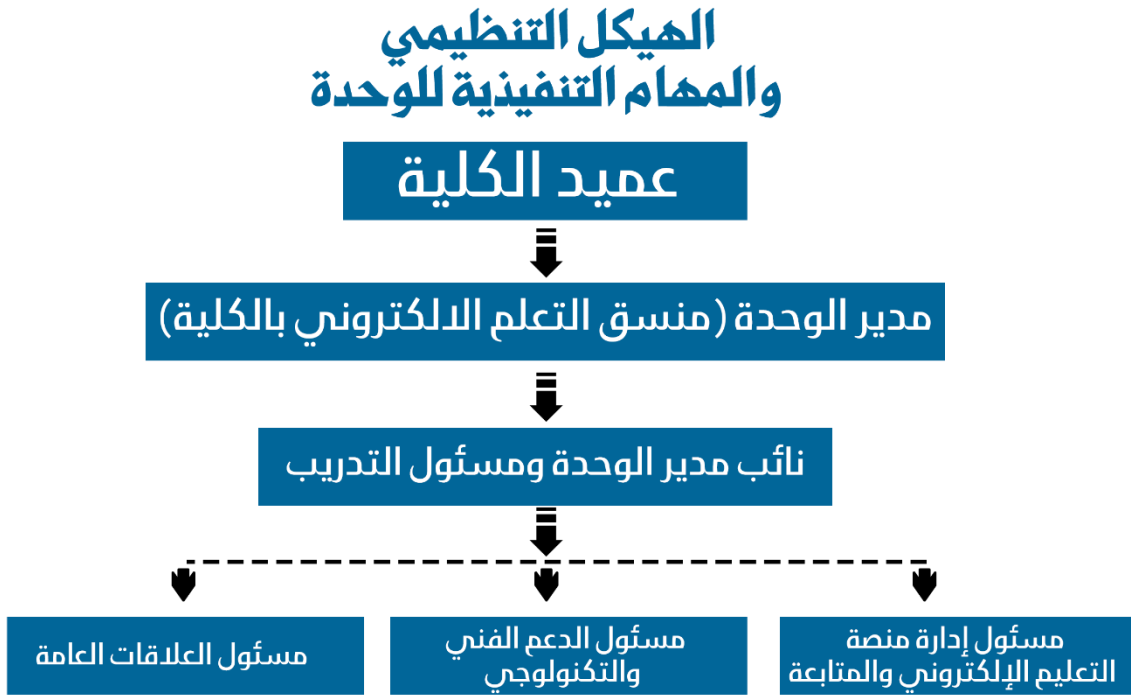 الهيكل التنظيمي
والمهام التنفيذية للوحدة
عميد الكلية
مدير الوحدة (منسق التعلم الالكتروني بالكلية)
نائب مدير الوحدة ومسئول التدريب
مسئول إدارة منصة
التعليم الإلكتروني والمتابعة
مسئول الدعم الفني
والتكنولوجي
مسئول العلاقات العامة